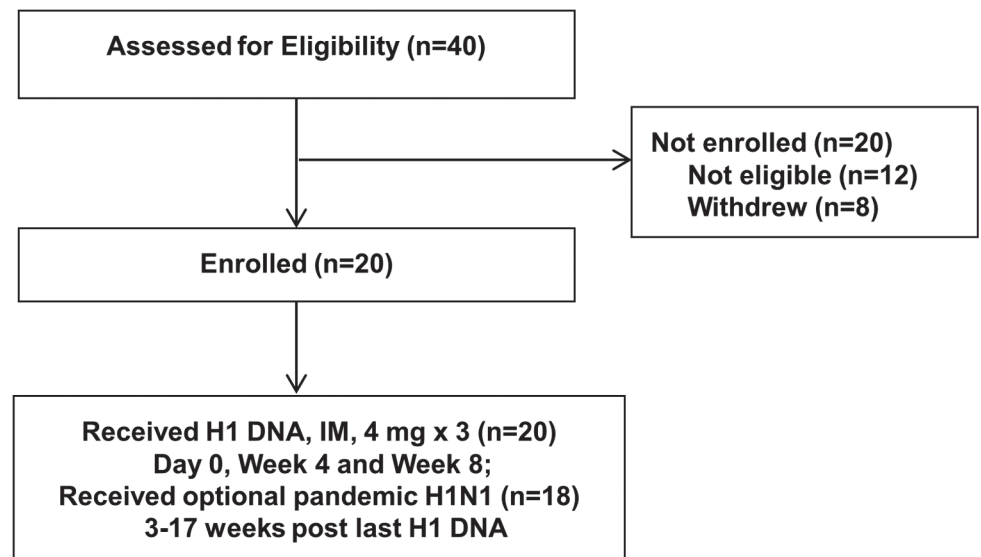 Assessed for Eligibility (n=40)
Not enrolled (n=20)
Not eligible (n=12)
Withdrew (n=8)
Enrolled (n=20)
Received H1 DNA, IM, 4 mg x 3 (n=20)
Day 0, Week 4 and Week 8;
Received optional pandemic H1N1 (n=18)
3-17 weeks post last H1 DNA